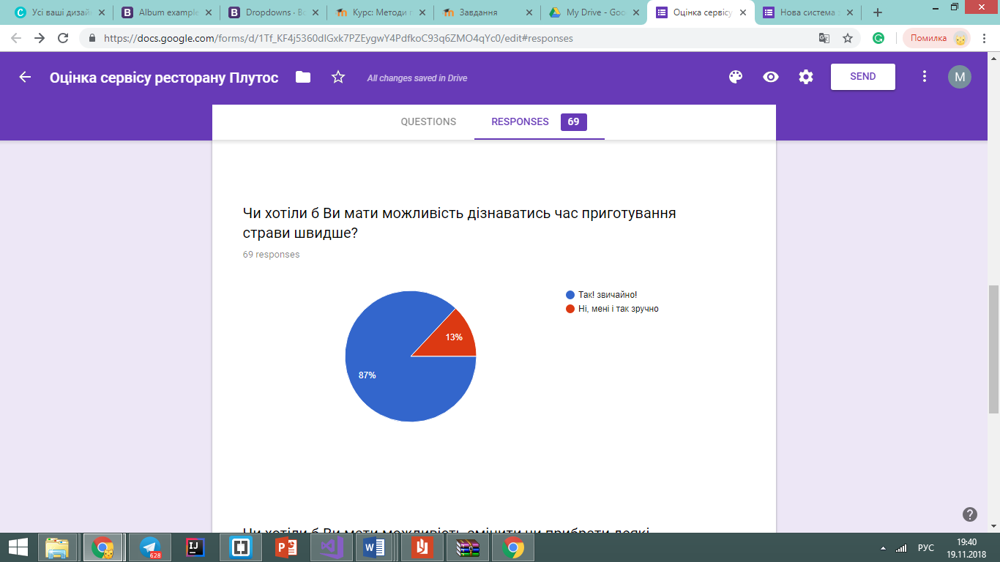 Усі ваші дизай
Album example
Dropdowns · Bo
Курс: Методи п
Завдання
My Drive - Goo
Оцінка сервісу
Нова система з
https://docs.google.com/forms/d/1Tf_KF4j5360dlGxk7PZEygwY4PdfkoC93q6ZMO4qYc0/edit#responses
Помилка
Оцінка сервісу ресторану Плутос
All changes saved in Drive
SEND
M
QUESTIONS
RESPONSES
69
Чи хотіли б Ви мати можливість дізнаватись час приготування
страви швидше?
69 responses
Так! звичайно!
Ні, мені і так зручно
13%
87%
Чи хотіли б Ви мати можливість змінити чи прибрати деякі
628
РУС
19:40
19.11.2018